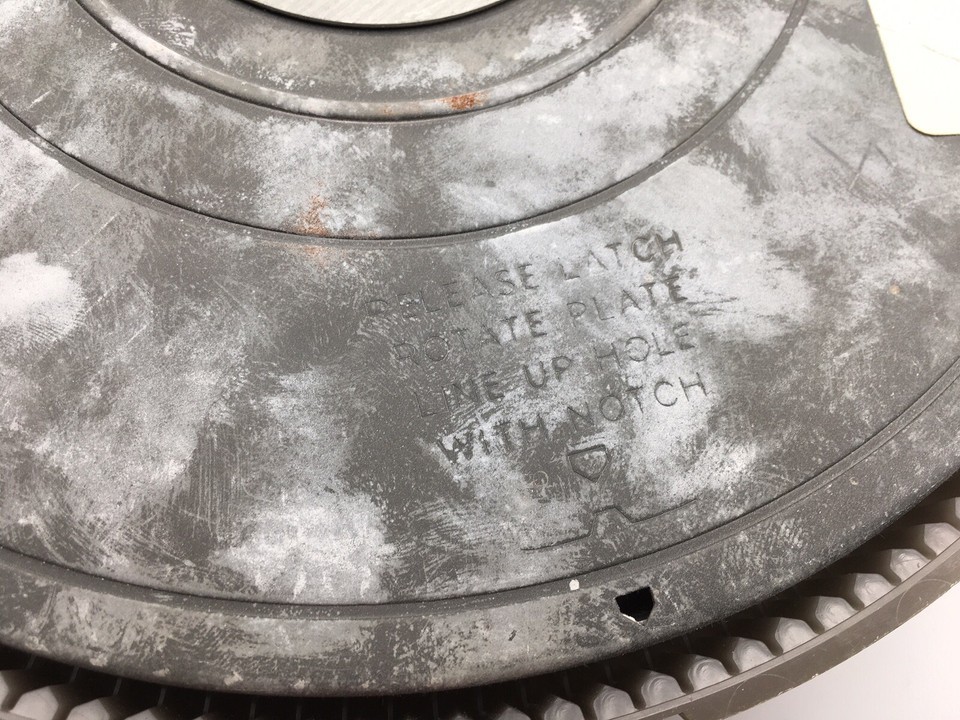 RELEASE LATCH
ROTATE PLATE
LINE UP HOLE
WITH NOTCH